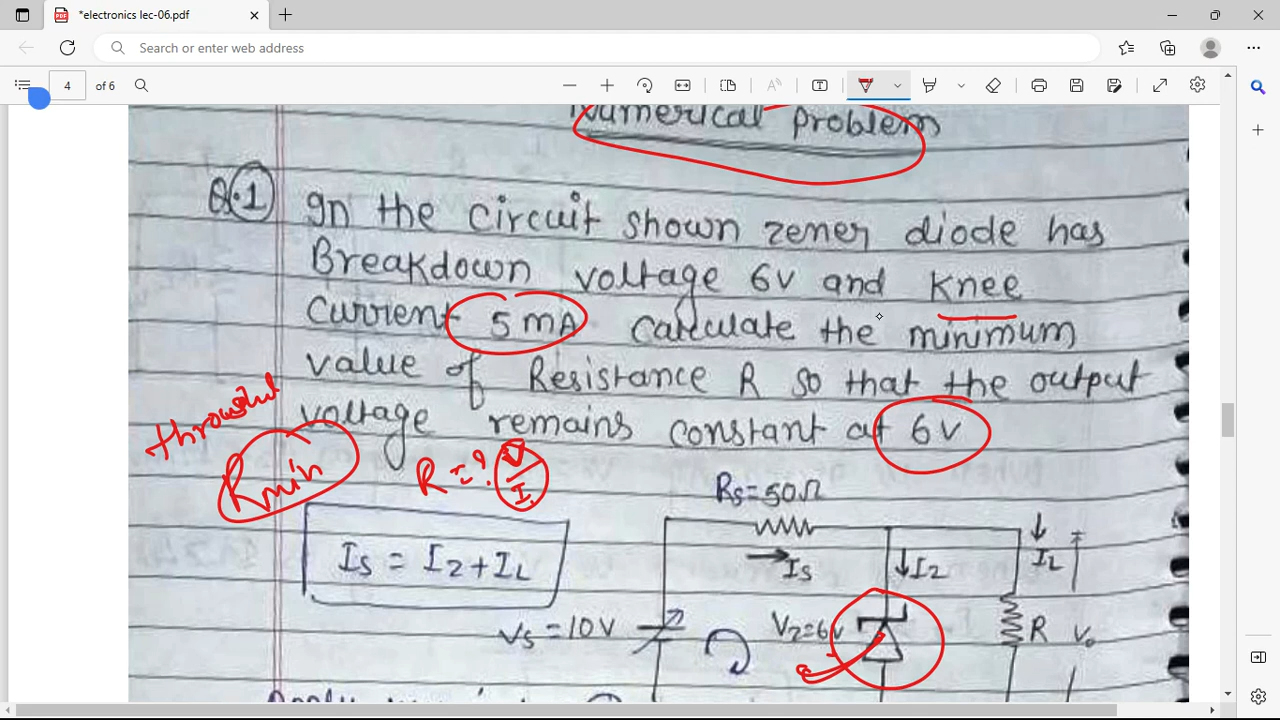 *electronics lec-06.pdf
Search or enter web address
4 of 6
Numerical problem
Q.1 In the circuit shown zener diode has
Breakdown voltage 6V and knee
current 5 mA calculate the minimum
value of Resistance R so that the output
voltage remains constant at 6V
Rmin
R = ? V/I
Rs=50Ω
Is = Iz+IL
Is
Iz
IL
Vs =10V
Vz=6V
R
Vo
Apply